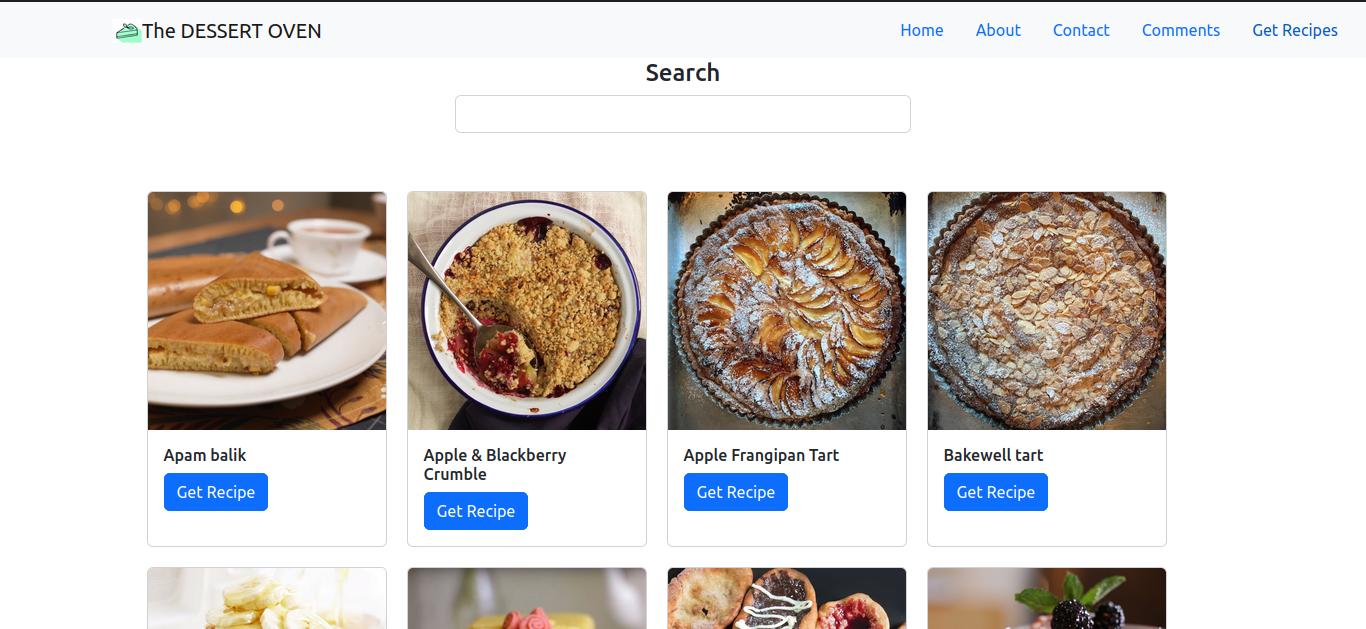 The DESSERT OVEN
Home
About
Contact
Comments
Get Recipes
Search
Apam balik
Get Recipe
Apple & Blackberry
Crumble
Get Recipe
Apple Frangipan Tart
Get Recipe
Bakewell tart
Get Recipe